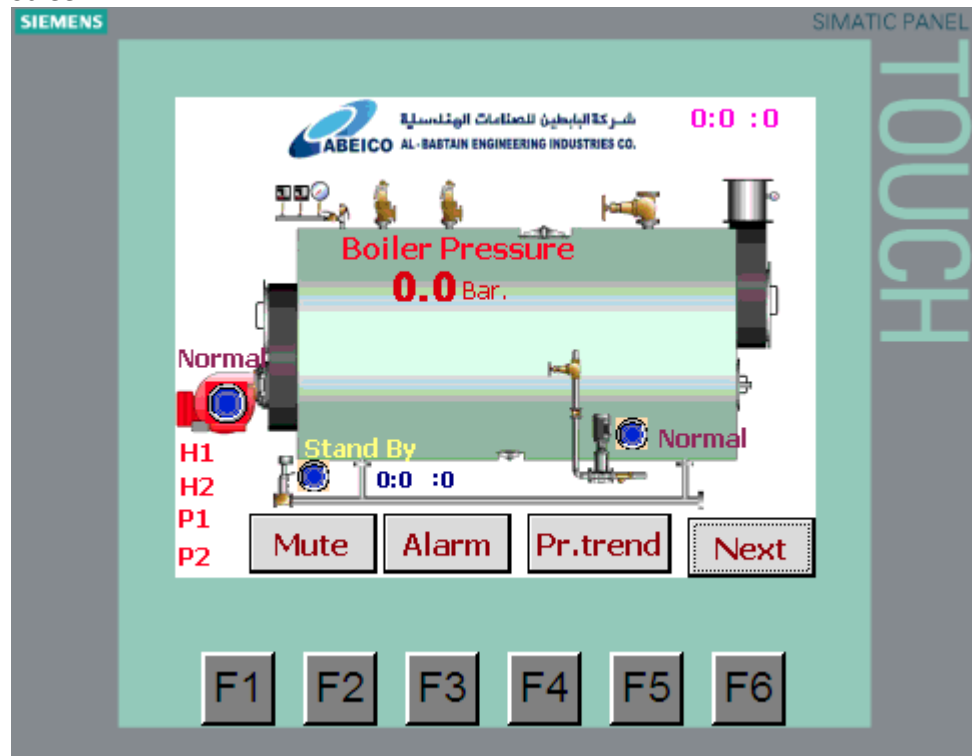 SIEMENS
SIMATIC PANEL
TOUCH
شركة البابطين للصناعات الهندسية
ABEICO AL-BABTAIN ENGINEERING INDUSTRIES CO.
0:0 :0
Boiler Pressure
0.0 Bar.
Normal
Normal
Stand By
0:0 :0
H1
H2
P1
P2
Mute
Alarm
Pr.trend
Next
F1 F2 F3 F4 F5 F6